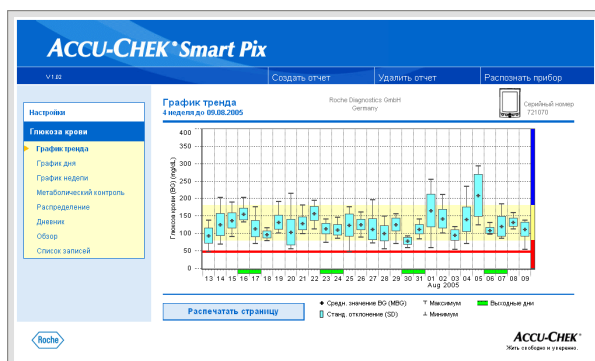 ACCU-CHEK® Smart Pix
V 1.02
Создать отчет
Удалить отчет
Распознать прибор
Настройки
Глюкоза крови
График тренда
График дня
График недели
Метаболический контроль
Распределение
Дневник
Обзор
Список записей
График тренда
4 недели до 09.08.2005
Roche Diagnostics GmbH
Germany
Серийный номер
721070
Глюкоза крови (BG) (mg/dL)
400
350
300
250
200
150
100
50
0
13 14 15 16 17 18 19 20 21 22 23 24 25 26 27 28 29 30 31 01 02 03 04 05 06 07 08 09
Aug 2005
Средн. значение BG (MBG)
Максимум
Выходные дни
Станд. отклонение (SD)
Минимум
Распечатать страницу
Roche
ACCU-CHEK®
Жить свободно и уверенно.